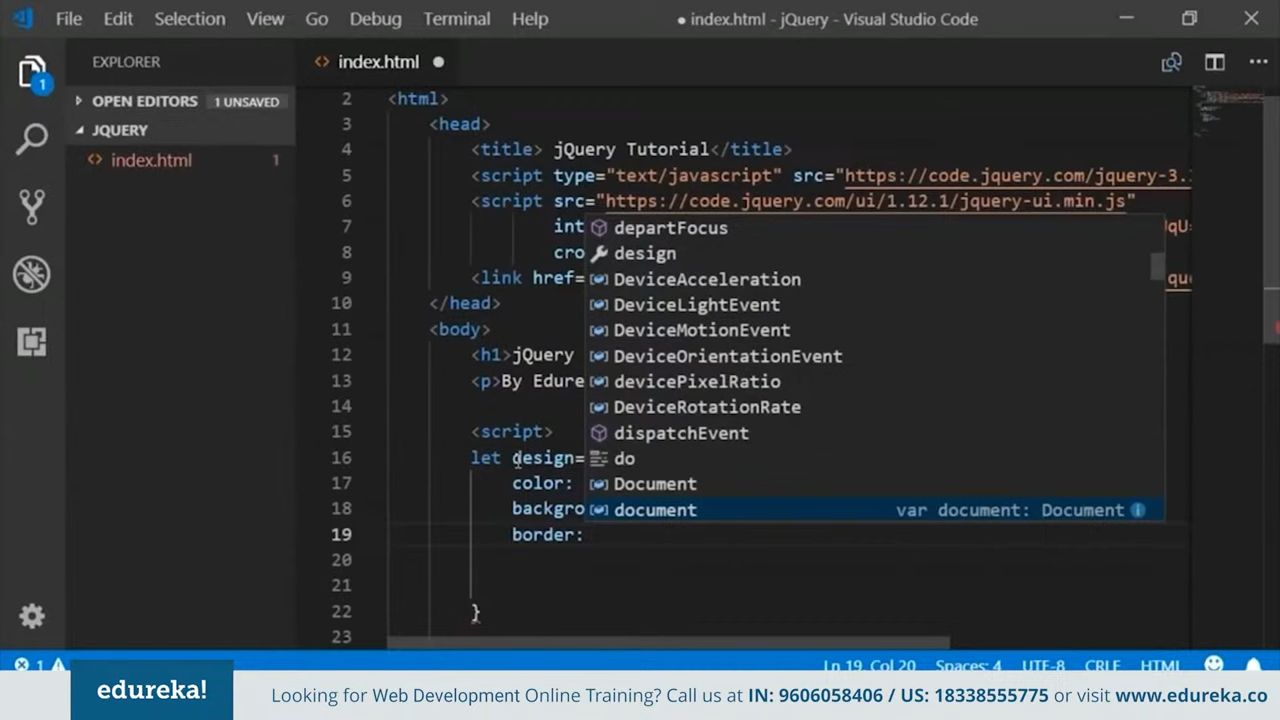 File Edit Selection View Go Debug Terminal Help ● index.html - jQuery - Visual Studio Code
EXPLORER
index.html
OPEN EDITORS 1 UNSAVED
JQUERY
index.html 1
2 <html>
3 <head>
4 <title> jQuery Tutorial</title>
5 <script type="text/javascript" src="https://code.jquery.com/jquery-3.
6 <script src="https://code.jquery.com/ui/1.12.1/jquery-ui.min.js"
7 int
8 cro
9 <link href=
10 </head>
11 <body>
12 <h1>jQuery
13 <p>By Edure
14
15 <script>
16 let design=
17 color:
18 backgro
19 border:
20
21
22 }
23
departFocus
design
DeviceAcceleration
DeviceLightEvent
DeviceMotionEvent
DeviceOrientationEvent
devicePixelRatio
DeviceRotationRate
dispatchEvent
do
Document
document var document: Document
1
1 Ln 19, Col 20 Spaces: 4 UTF-8 CRLF HTML
edureka! Looking for Web Development Online Training? Call us at IN: 9606058406 / US: 18338555775 or visit www.edureka.co